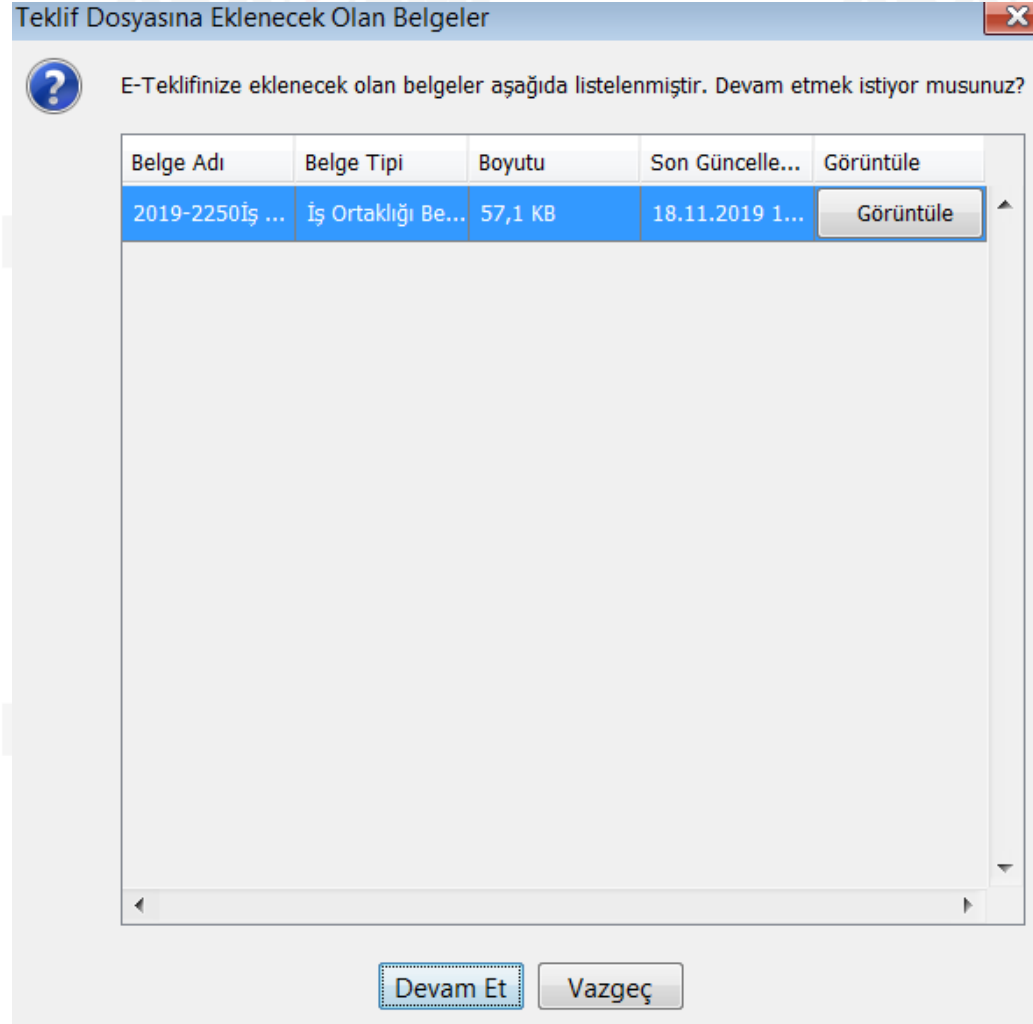 Teklif Dosyasına Eklenecek Olan Belgeler
E-Teklifinize eklenecek olan belgeler aşağıda listelenmiştir. Devam etmek istiyor musunuz?
Belge Adı Belge Tipi Boyutu Son Güncelle... Görüntüle
2019-2250İş ... İş Ortaklığı Be... 57,1 KB 18.11.2019 1... Görüntüle
Devam Et Vazgeç